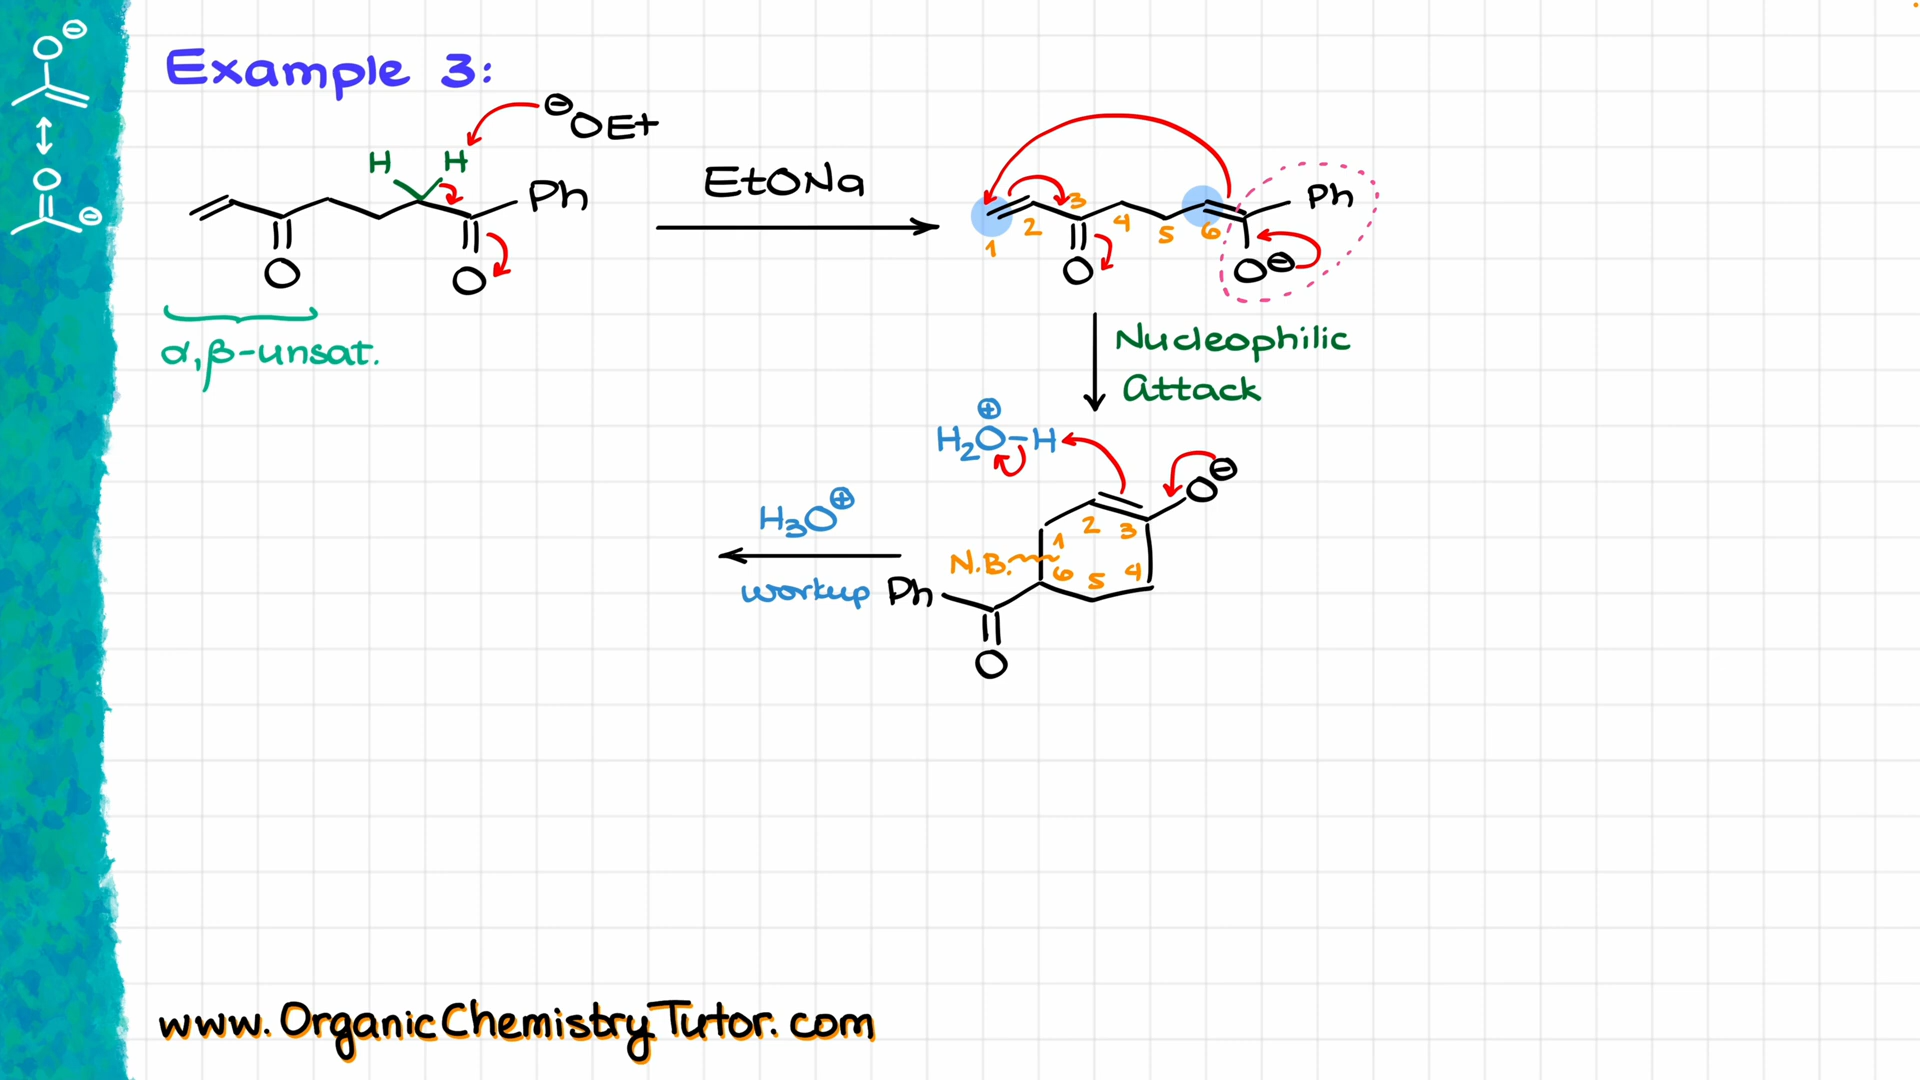 Example 3:
⊖OEt
H H
Ph
O O
α,β-unsat.
EtONa
Ph
1 2 3 4 5 6
O O⊖
Nucleophilic
Attack
⊕
H₂O-H
O⊖
H₃O⊕
workup
1 2 3 4 5 6
N.B.
Ph
O
O⊖
O
⊖
www.OrganicChemistryTutor.com